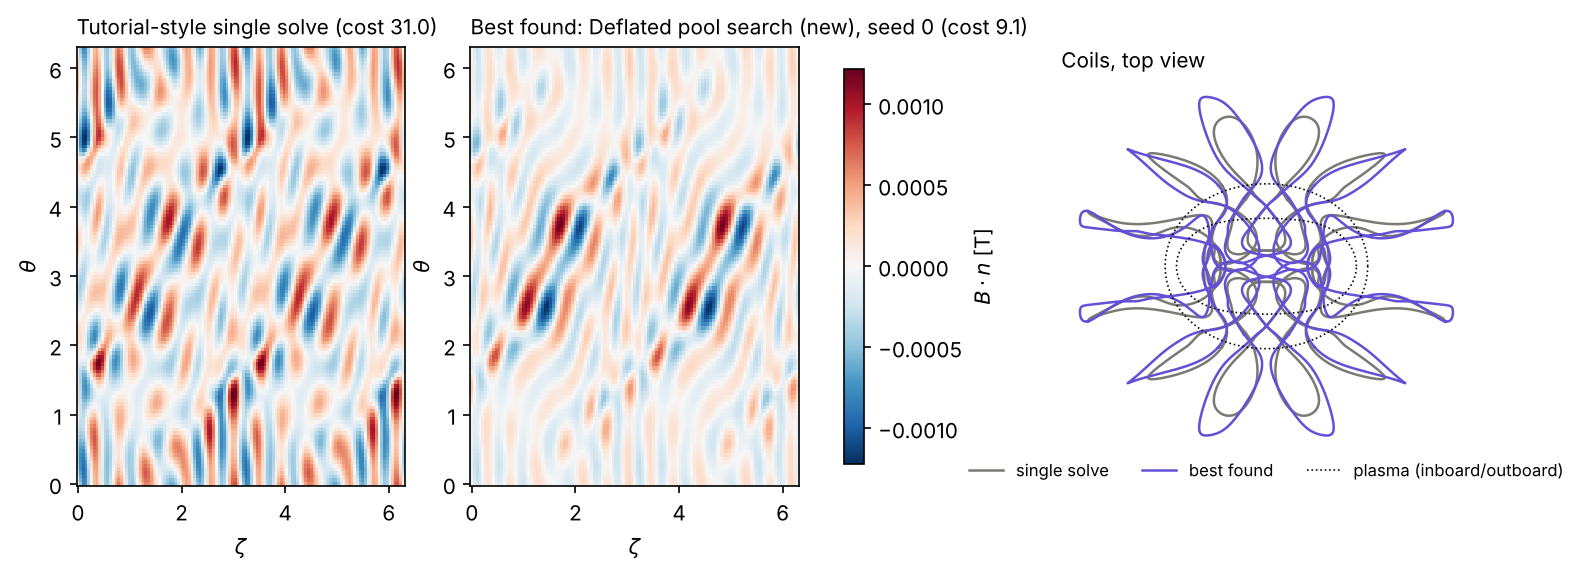 Tutorial-style single solve (cost 31.0)
6
5
4
3
2
1
0
θ
0 2 4 6
ζ
Best found: Deflated pool search (new), seed 0 (cost 9.1)
6
5
4
3
2
1
0
θ
0 2 4 6
ζ
0.0010
0.0005
0.0000
−0.0005
−0.0010
B · n [T]
Coils, top view
single solve best found plasma (inboard/outboard)